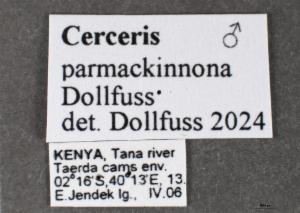 Cerceris ♂
parmackinnona
Dollfuss
det. Dollfuss 2024
KENYA, Tana river
Taerda cams env.
02°16'S,40°13'E, 13.
E.Jendek lg., IV.06